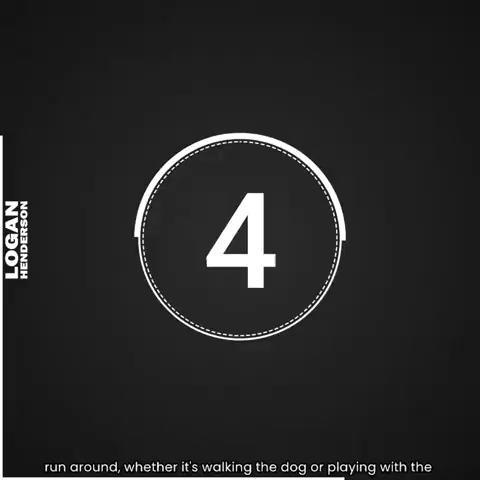 LOGAN
HENDERSON
4
run around, whether it's walking the dog or playing with the